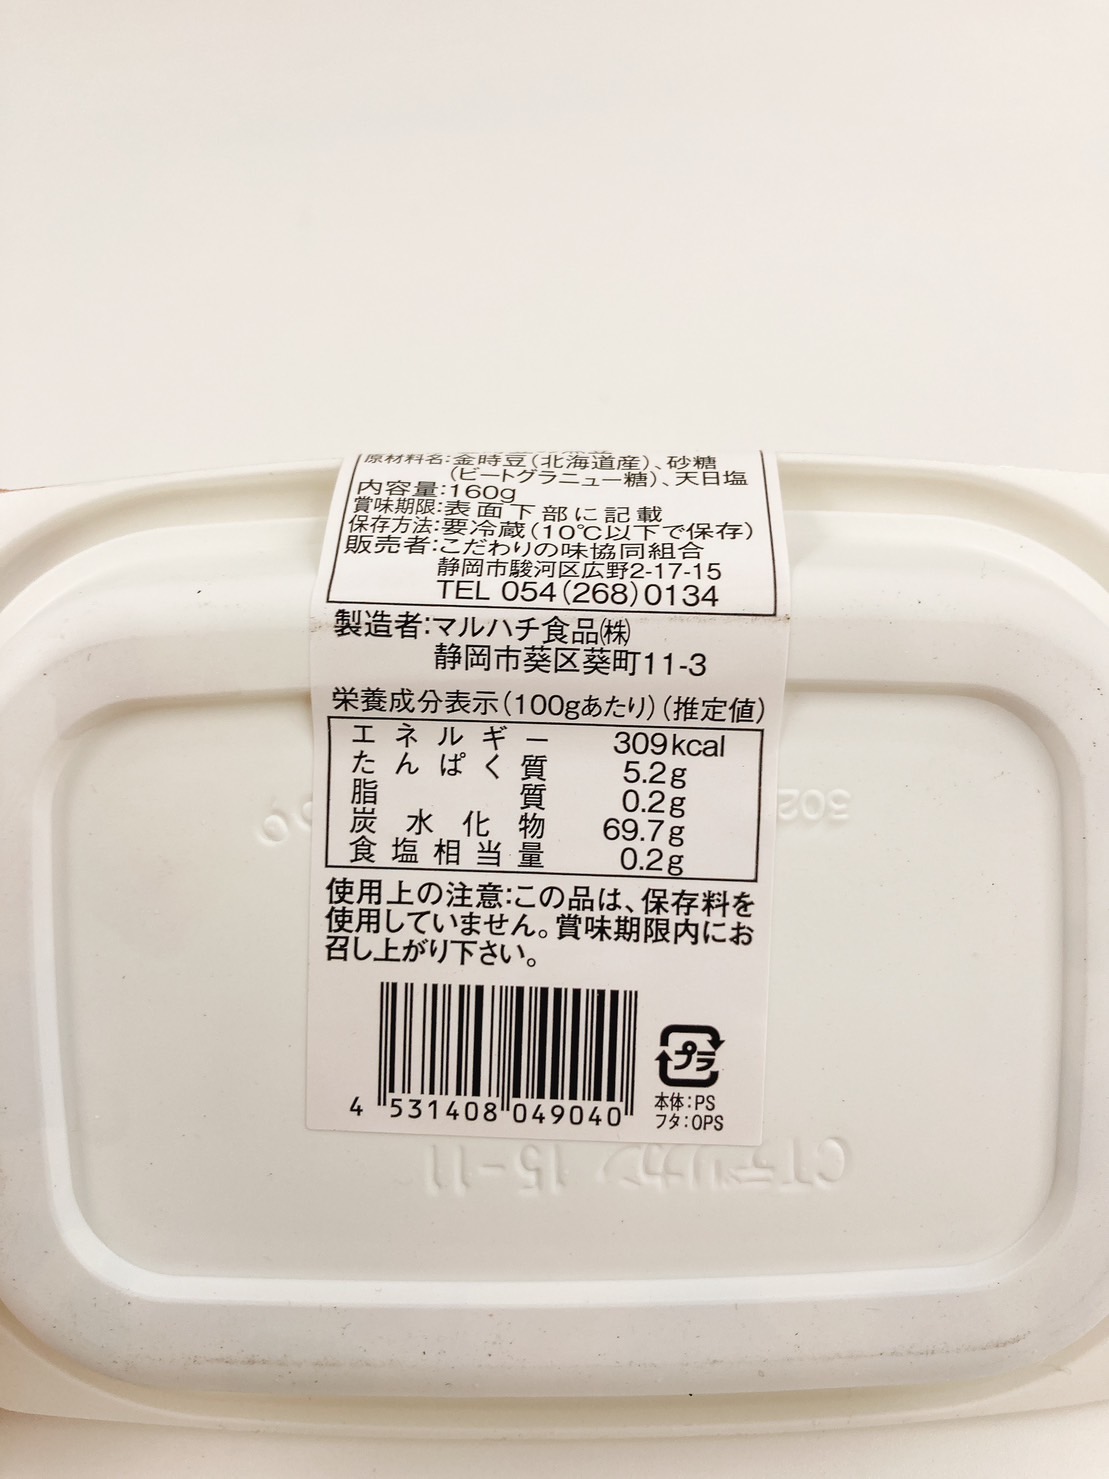 原材料名:金時豆(北海道産)、砂糖
(ビートグラニュー糖)、天日塩
内容量:160g
賞味期限:表面下部に記載
保存方法:要冷蔵(10℃以下で保存)
販売者:こだわりの味協同組合
静岡市駿河区広野2-17-15
TEL 054(268)0134
製造者:マルハチ食品㈱
静岡市葵区葵町11-3
栄養成分表示(100gあたり)(推定値)
エネルギー 309kcal
たんぱく質 5.2g
脂質 0.2g
炭水化物 69.7g
食塩相当量 0.2g
使用上の注意:この品は、保存料を
使用していません。賞味期限内にお
召し上がり下さい。
プラ
本体:PS
フタ:OPS
4 531408 049040
CTデリカン 15-11